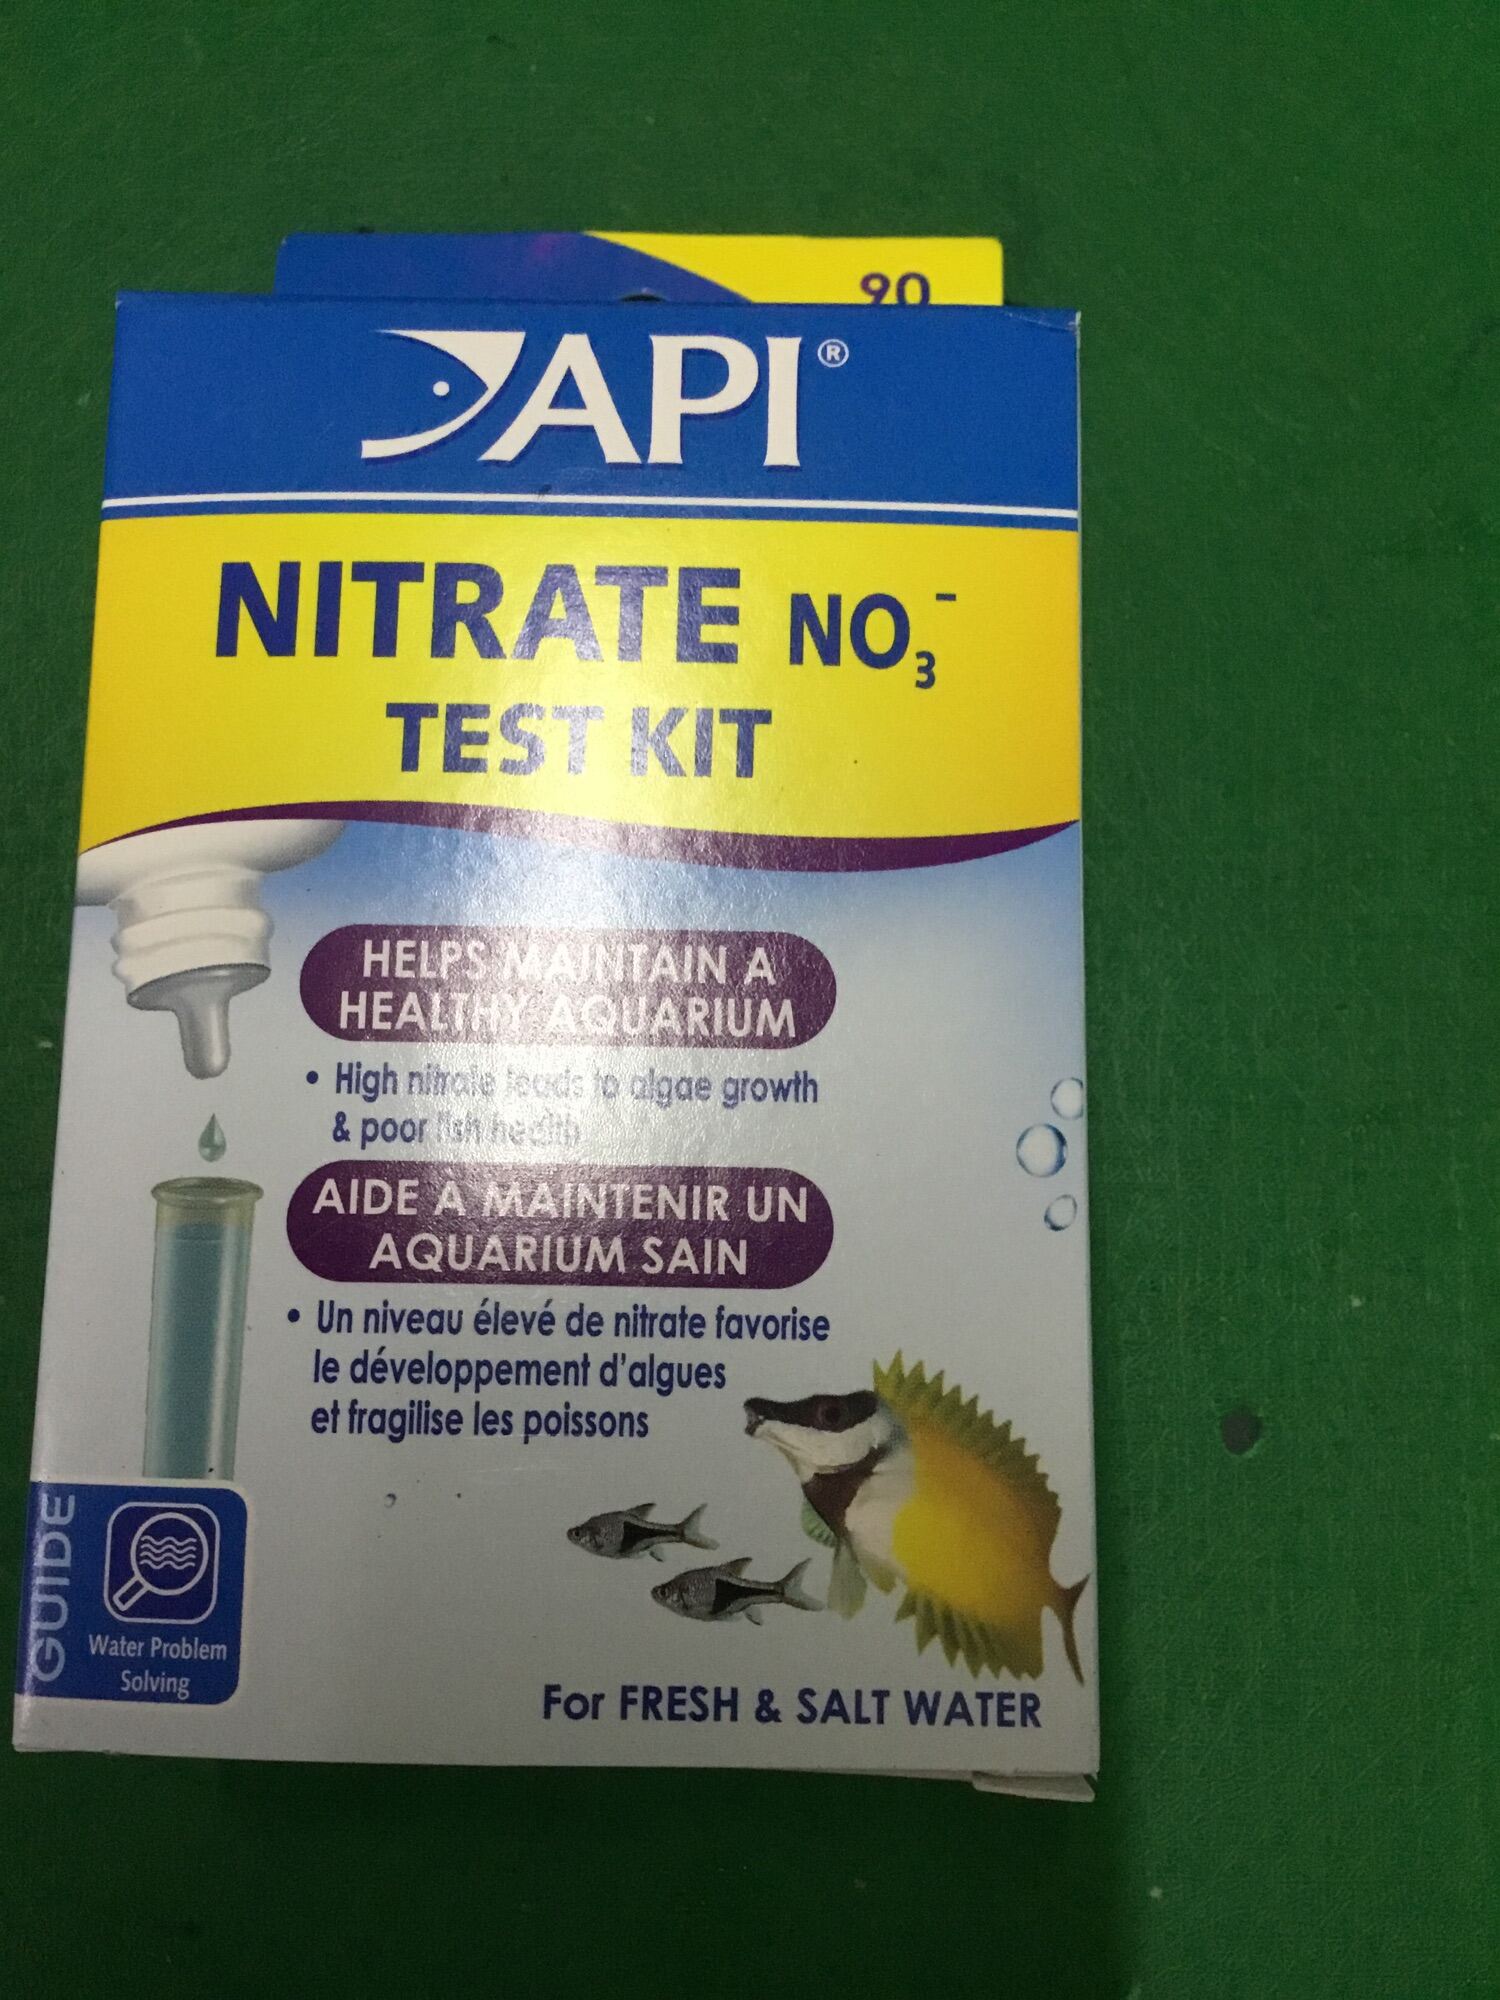 90
API®
NITRATE NO₃⁻
TEST KIT
HELPS MAINTAIN A
HEALTHY AQUARIUM
• High nitrate leads to algae growth
& poor fish health
AIDE A MAINTENIR UN
AQUARIUM SAIN
• Un niveau élevé de nitrate favorise
le développement d'algues
et fragilise les poissons
GUIDE
Water Problem
Solving
For FRESH & SALT WATER